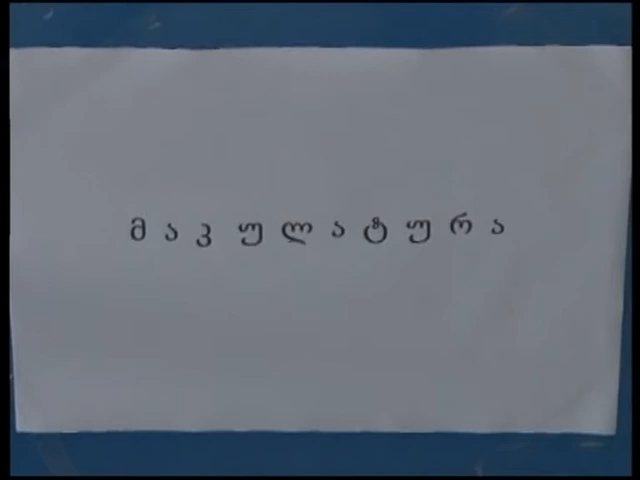 მ ა კ უ ლ ა ტ უ რ ა